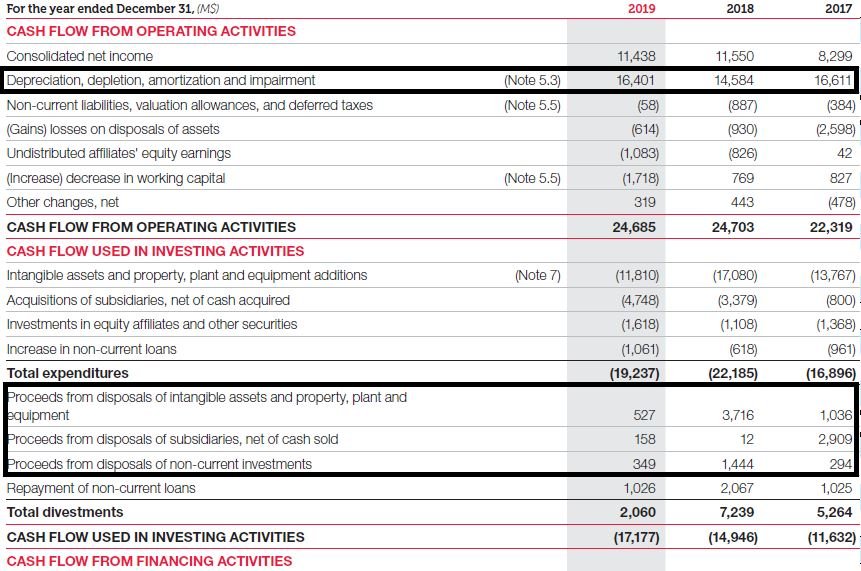 For the year ended December 31, (M$) 2019 2018 2017
CASH FLOW FROM OPERATING ACTIVITIES
Consolidated net income 11,438 11,550 8,299
Depreciation, depletion, amortization and impairment (Note 5.3) 16,401 14,584 16,611
Non-current liabilities, valuation allowances, and deferred taxes (Note 5.5) (58) (887) (384)
(Gains) losses on disposals of assets (614) (930) (2,598)
Undistributed affiliates' equity earnings (1,083) (826) 42
(Increase) decrease in working capital (Note 5.5) (1,718) 769 827
Other changes, net 319 443 (478)
CASH FLOW FROM OPERATING ACTIVITIES 24,685 24,703 22,319
CASH FLOW USED IN INVESTING ACTIVITIES
Intangible assets and property, plant and equipment additions (Note 7) (11,810) (17,080) (13,767)
Acquisitions of subsidiaries, net of cash acquired (4,748) (3,379) (800)
Investments in equity affiliates and other securities (1,618) (1,108) (1,368)
Increase in non-current loans (1,061) (618) (961)
Total expenditures (19,237) (22,185) (16,896)
Proceeds from disposals of intangible assets and property, plant and
equipment 527 3,716 1,036
Proceeds from disposals of subsidiaries, net of cash sold 158 12 2,909
Proceeds from disposals of non-current investments 349 1,444 294
Repayment of non-current loans 1,026 2,067 1,025
Total divestments 2,060 7,239 5,264
CASH FLOW USED IN INVESTING ACTIVITIES (17,177) (14,946) (11,632)
CASH FLOW FROM FINANCING ACTIVITIES